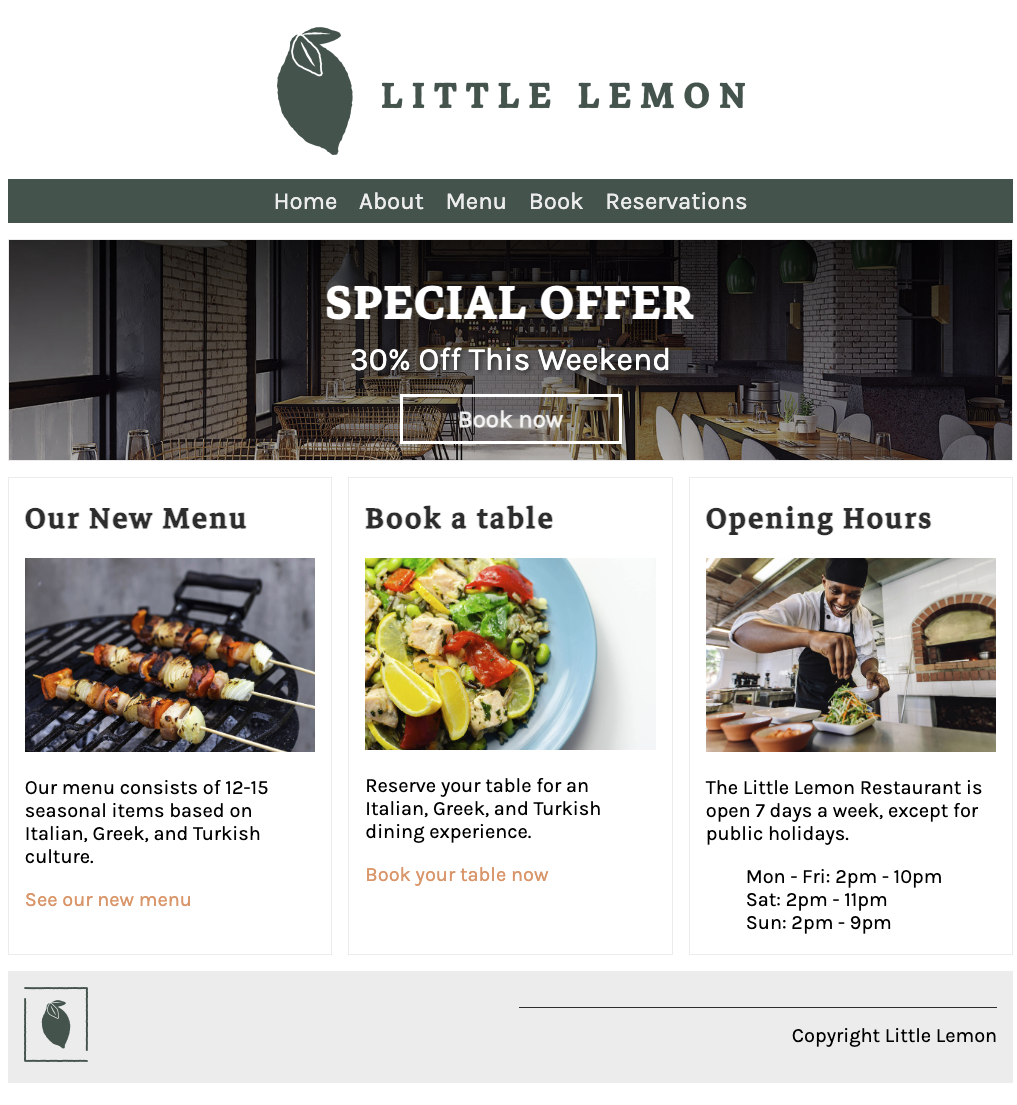 LITTLE LEMON
Home About Menu Book Reservations
SPECIAL OFFER
30% Off This Weekend
Book now
Our New Menu
Our menu consists of 12-15
seasonal items based on
Italian, Greek, and Turkish
culture.
See our new menu
Book a table
Reserve your table for an
Italian, Greek, and Turkish
dining experience.
Book your table now
Opening Hours
The Little Lemon Restaurant is
open 7 days a week, except for
public holidays.
Mon - Fri: 2pm - 10pm
Sat: 2pm - 11pm
Sun: 2pm - 9pm
Copyright Little Lemon